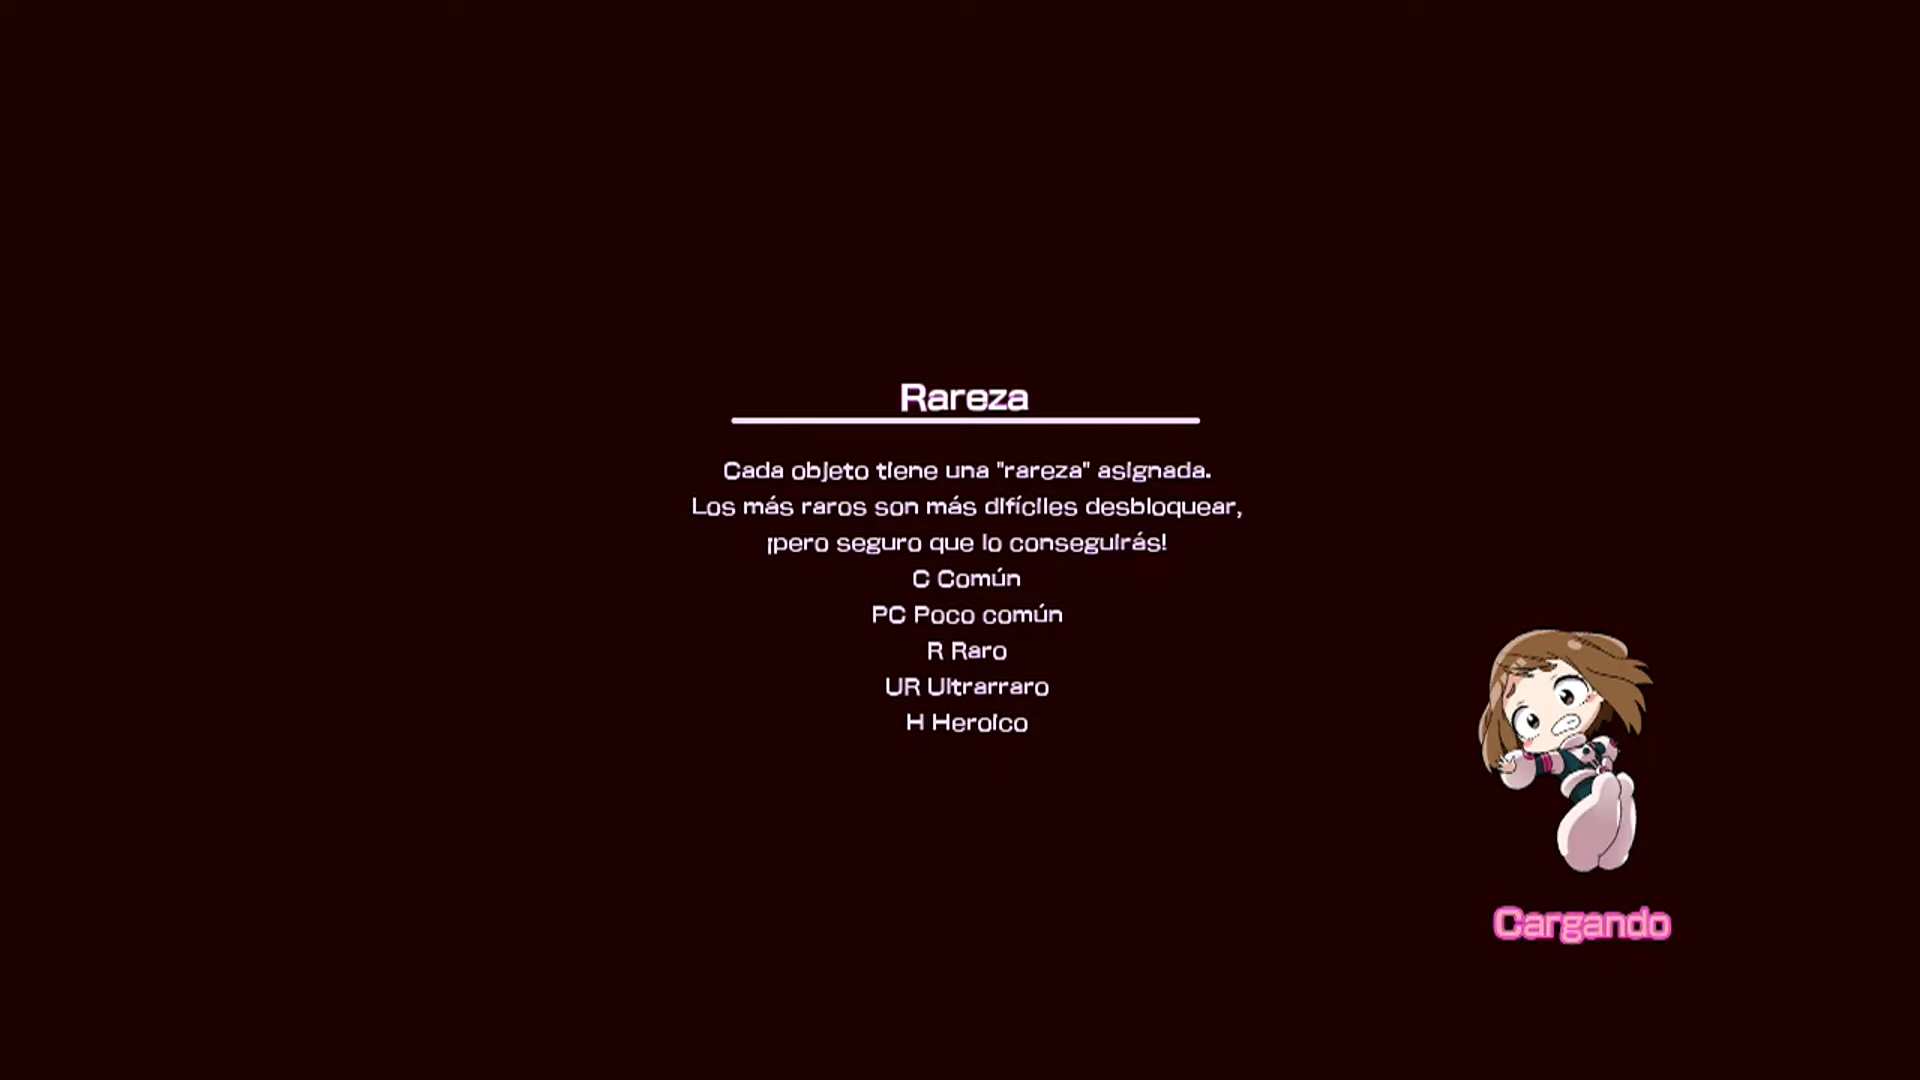 Rareza
Cada objeto tiene una "rareza" asignada.
Los más raros son más difíciles desbloquear,
¡pero seguro que lo conseguirás!
C Común
PC Poco común
R Raro
UR Ultrarraro
H Heroico
Cargando